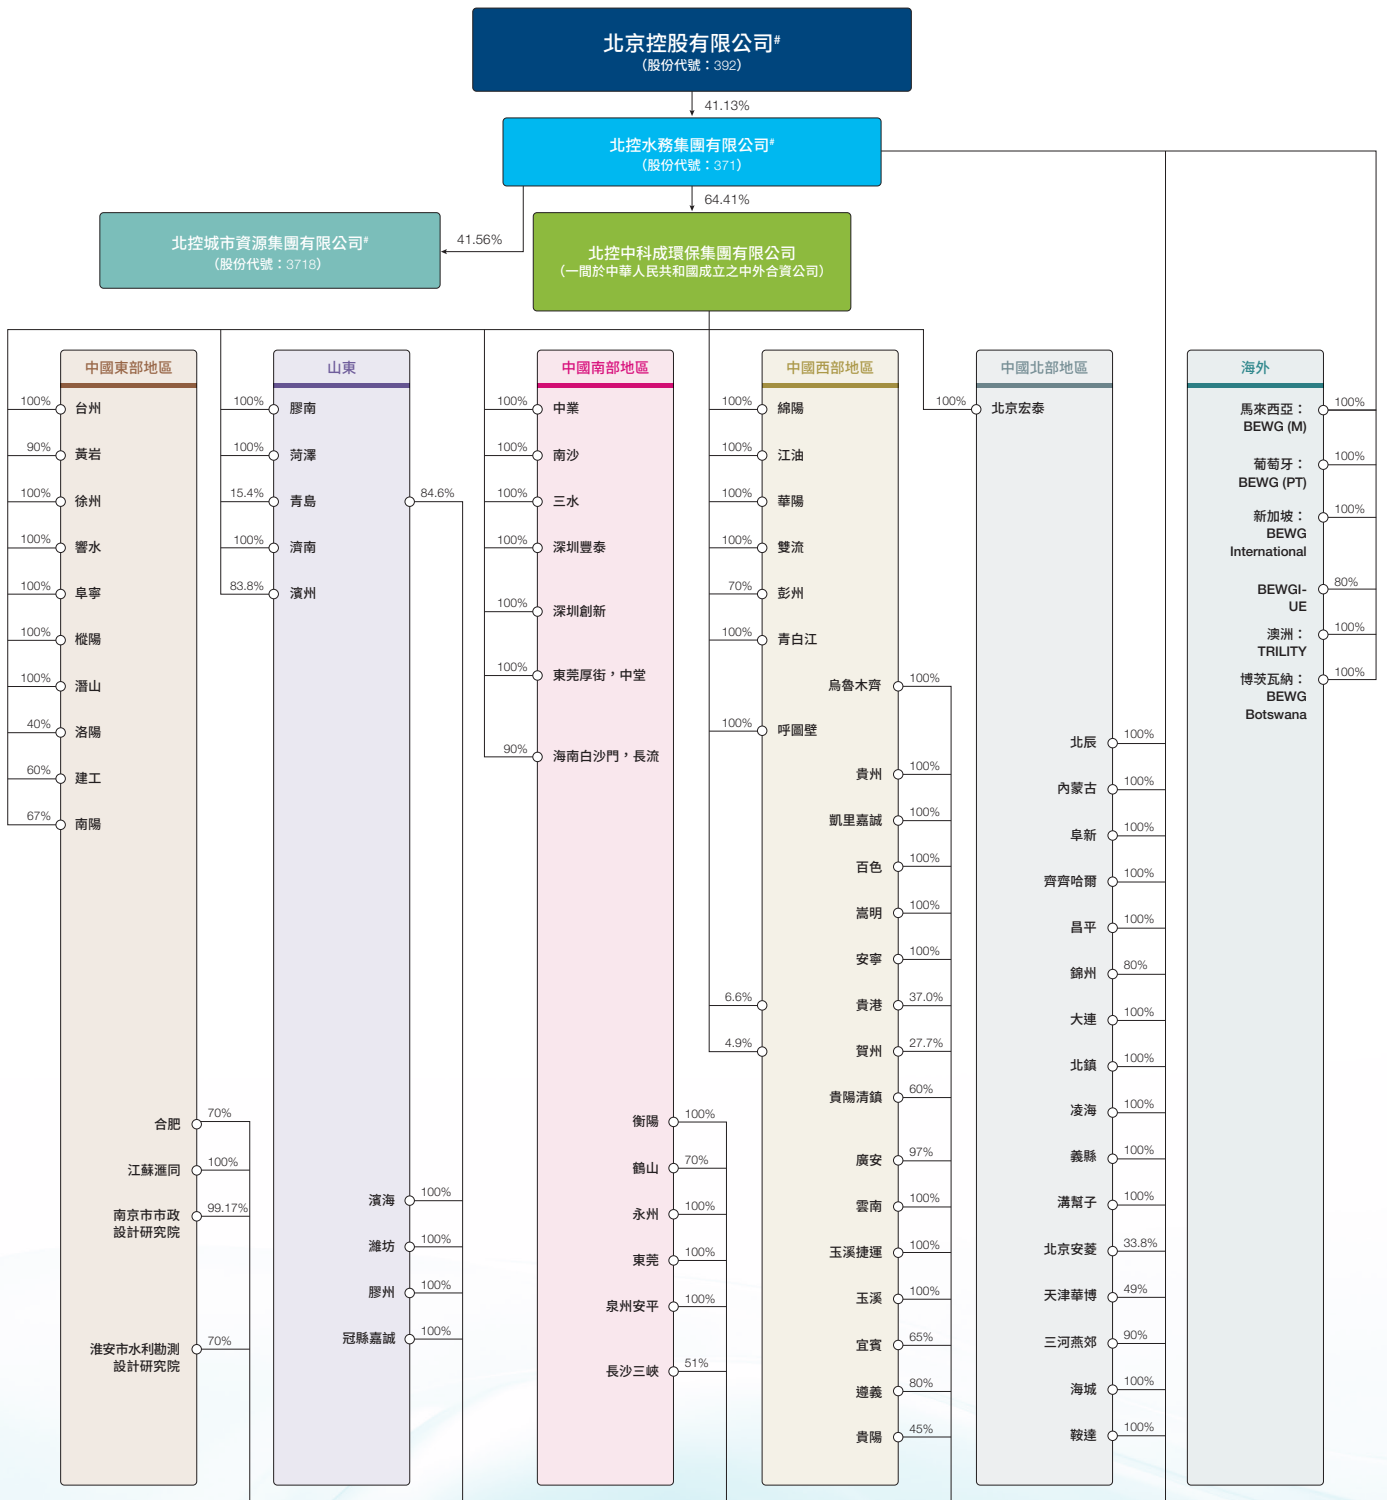 北京控股有限公司#
（股份代號：392）
41.13%
北控水務集團有限公司#
（股份代號：371）
64.41%
北控城市資源集團有限公司#
（股份代號：3718）
41.56%
北控中科成環保集團有限公司
（一間於中華人民共和國成立之中外合資公司）
中國東部地區
100% 台州
90% 黃岩
100% 徐州
100% 響水
100% 阜寧
100% 樅陽
100% 潛山
40% 洛陽
60% 建工
67% 南陽
合肥 70%
江蘇滙同 100%
南京市市政 99.17%
設計研究院
淮安市水利勘測 70%
設計研究院
山東
100% 膠南
100% 菏澤
15.4% 青島 84.6%
100% 濟南
83.8% 濱州
濱海 100%
濰坊 100%
膠州 100%
冠縣嘉誠 100%
中國南部地區
100% 中業
100% 南沙
100% 三水
100% 深圳豐泰
100% 深圳創新
100% 東莞厚街，中堂
90% 海南白沙門，長流
衡陽 100%
鶴山 70%
永州 100%
東莞 100%
泉州安平 100%
長沙三峽 51%
中國西部地區
100% 綿陽
100% 江油
100% 華陽
100% 雙流
70% 彭州
100% 青白江
烏魯木齊 100%
100% 呼圖壁
貴州 100%
凱里嘉誠 100%
百色 100%
嵩明 100%
安寧 100%
6.6% 貴港 37.0%
4.9% 賀州 27.7%
貴陽清鎮 60%
廣安 97%
雲南 100%
玉溪捷運 100%
玉溪 100%
宜賓 65%
遵義 80%
貴陽 45%
中國北部地區
100% 北京宏泰
北辰 100%
內蒙古 100%
阜新 100%
齊齊哈爾 100%
昌平 100%
錦州 80%
大連 100%
北鎮 100%
凌海 100%
義縣 100%
溝幫子 100%
北京安菱 33.8%
天津華博 49%
三河燕郊 90%
海城 100%
鞍達 100%
海外
馬來西亞： 100%
BEWG (M)
葡萄牙： 100%
BEWG (PT)
新加坡： 100%
BEWG
International
BEWGI- 80%
UE
澳洲： 100%
TRILITY
博茨瓦納： 100%
BEWG
Botswana